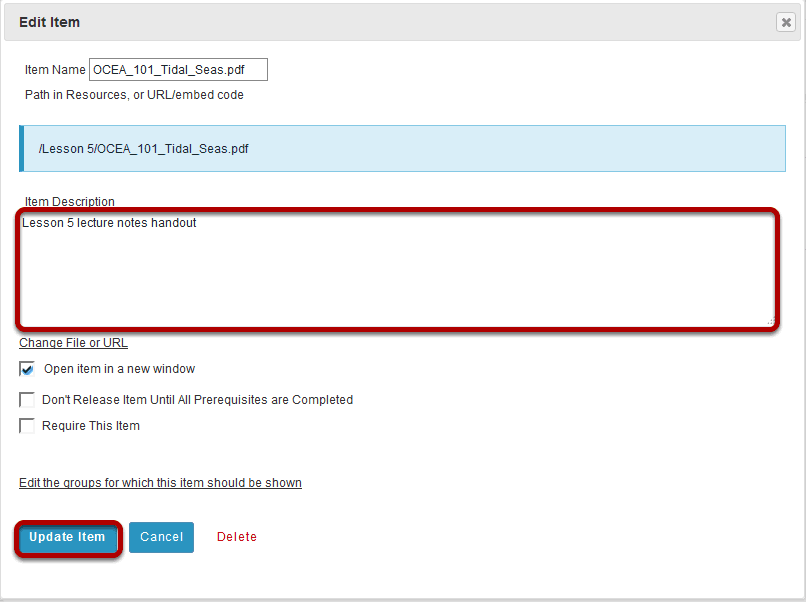 Edit Item
Item Name OCEA_101_Tidal_Seas.pdf
Path in Resources, or URL/embed code
/Lesson 5/OCEA_101_Tidal_Seas.pdf
Item Description
Lesson 5 lecture notes handout
Change File or URL
Open item in a new window
Don't Release Item Until All Prerequisites are Completed
Require This Item
Edit the groups for which this item should be shown
Update Item Cancel Delete